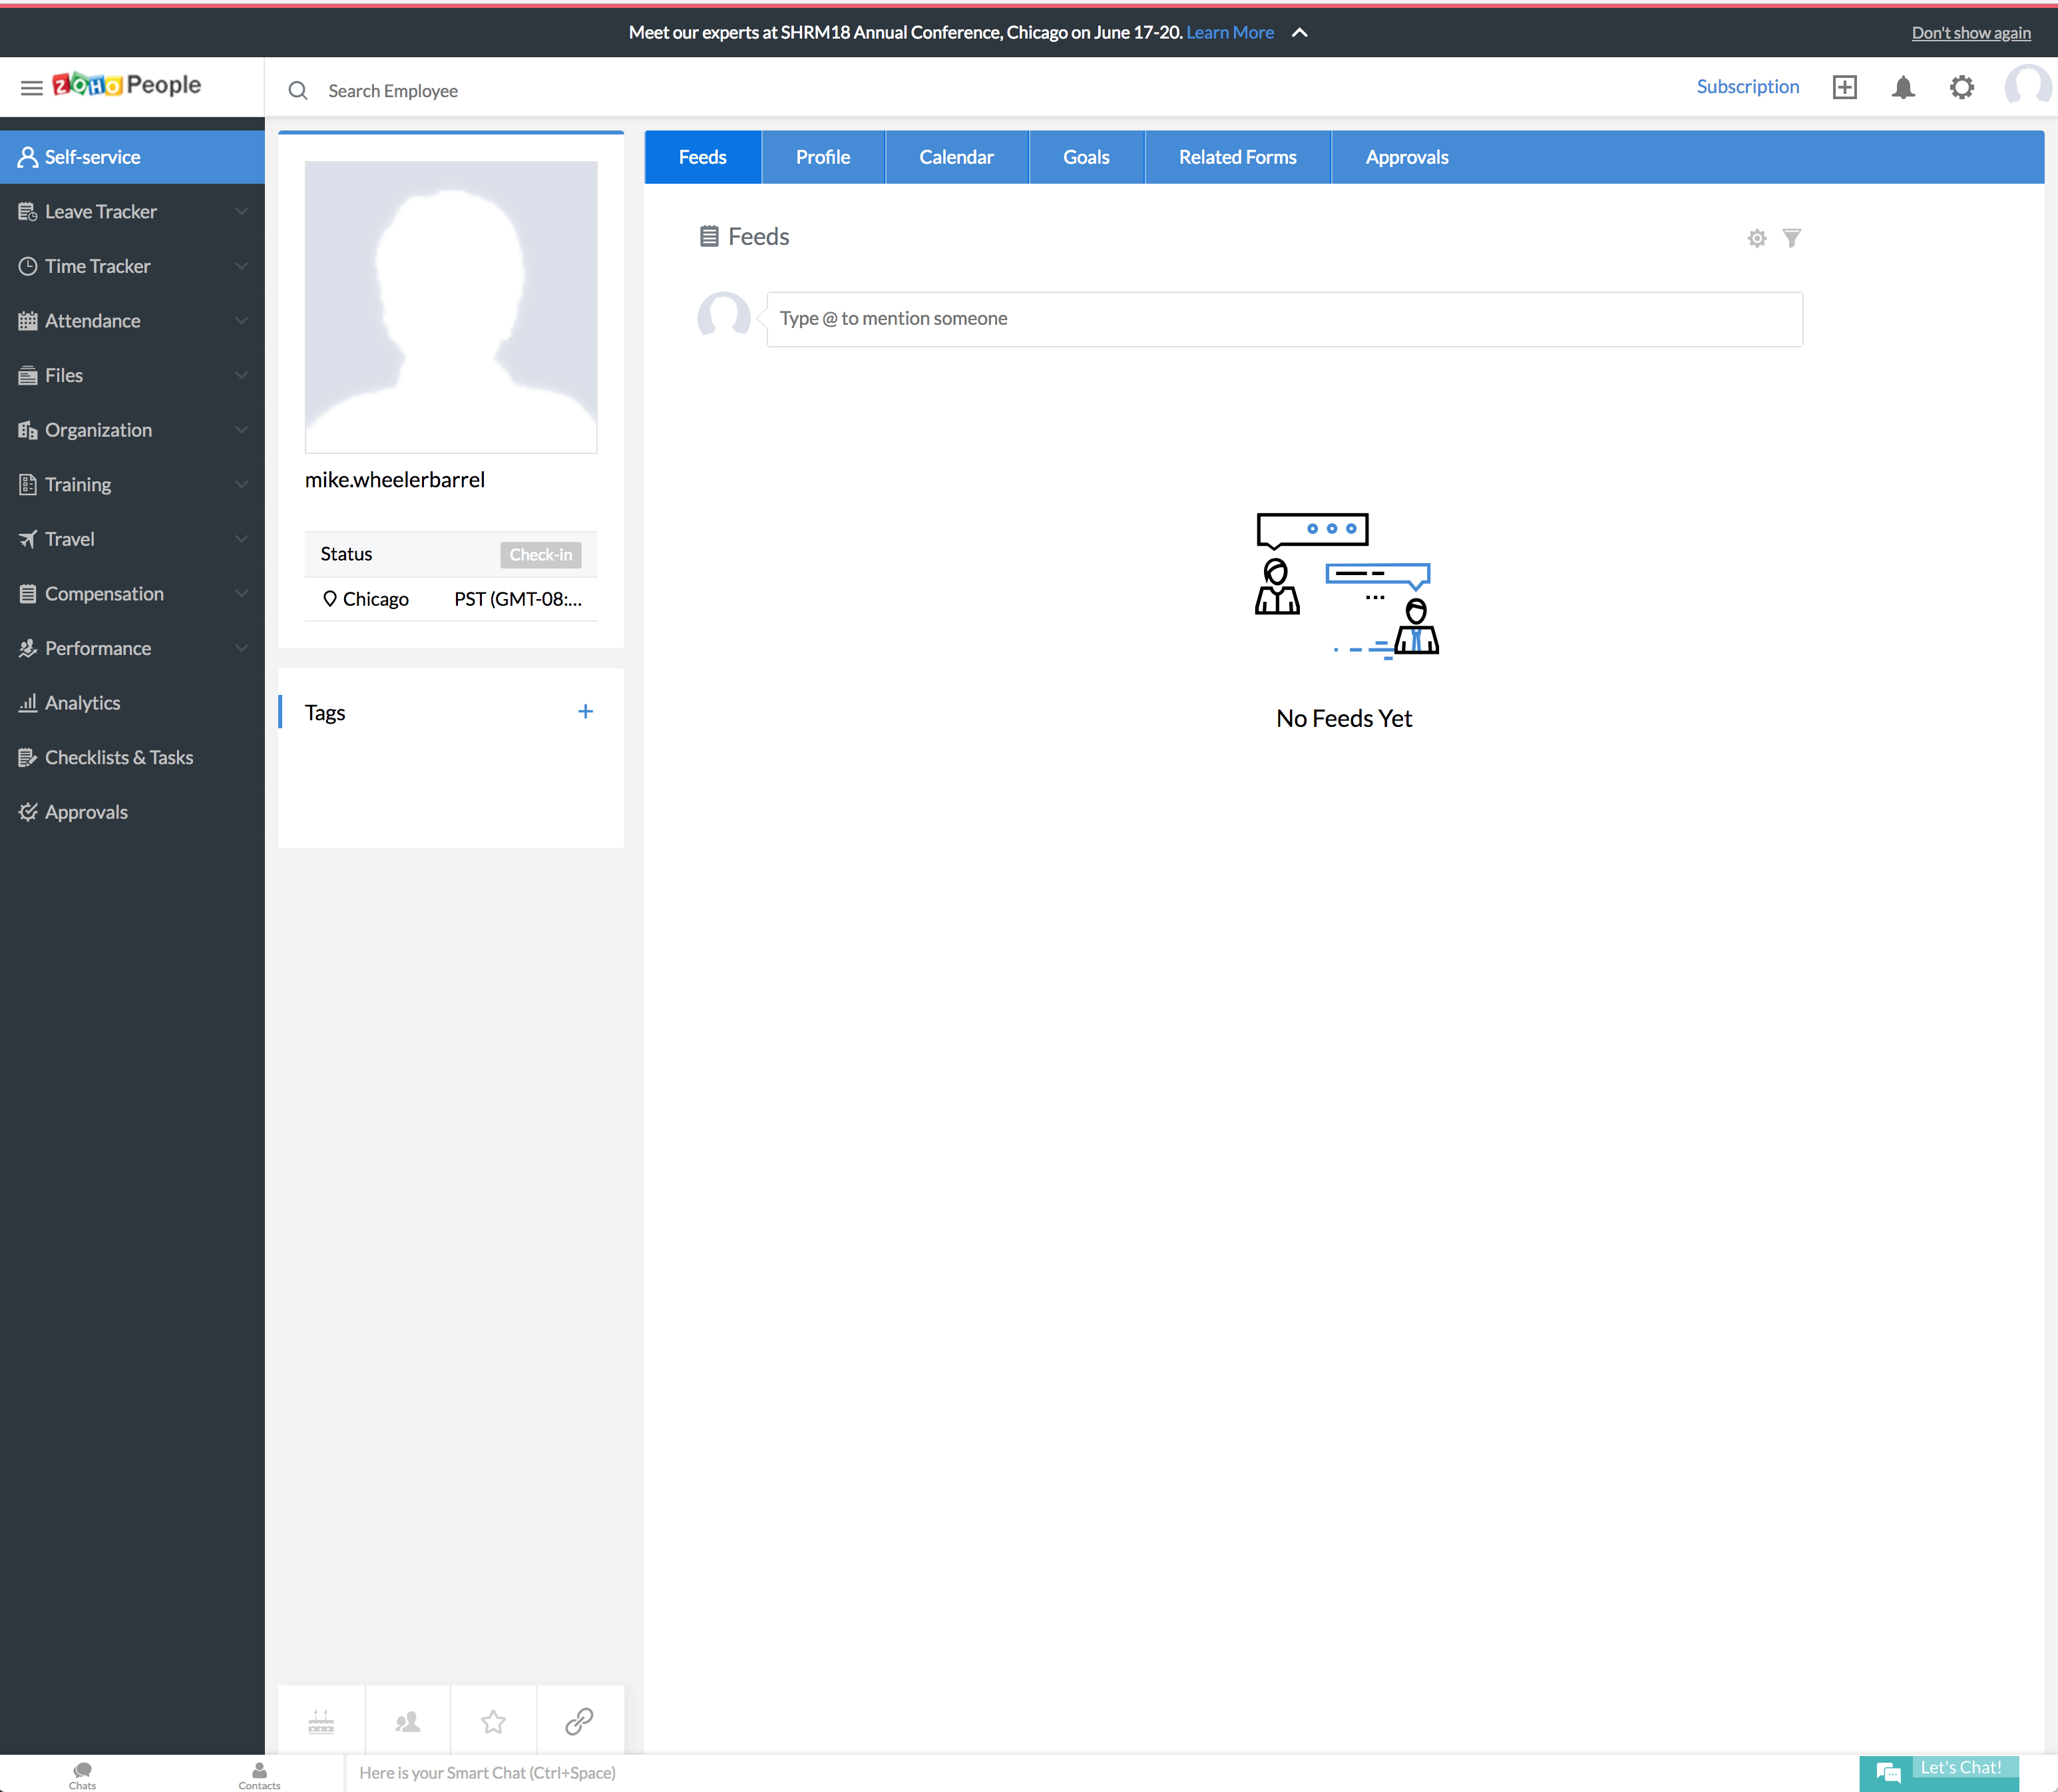 Meet our experts at SHRM18 Annual Conference, Chicago on June 17-20. Learn More
Don't show again
ZOHO People
Search Employee
Subscription
Self-service
Leave Tracker
Time Tracker
Attendance
Files
Organization
Training
Travel
Compensation
Performance
Analytics
Checklists & Tasks
Approvals
mike.wheelerbarrel
Status
Check-in
Chicago
PST (GMT-08:...
Tags
Feeds
Profile
Calendar
Goals
Related Forms
Approvals
Feeds
Type @ to mention someone
No Feeds Yet
Chats
Contacts
Here is your Smart Chat (Ctrl+Space)
Let's Chat!